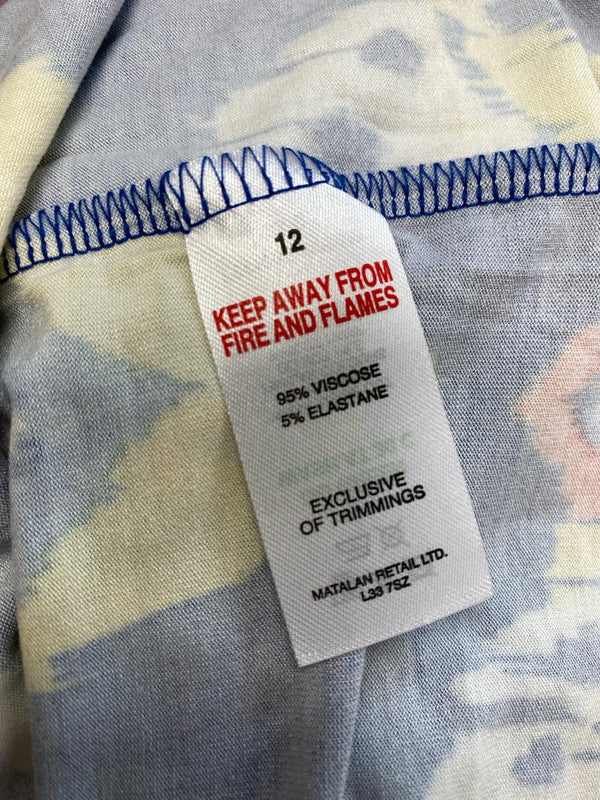 12
KEEP AWAY FROM
FIRE AND FLAMES
95% VISCOSE
5% ELASTANE
EXCLUSIVE
OF TRIMMINGS
MATALAN RETAIL LTD.
L33 7SZ